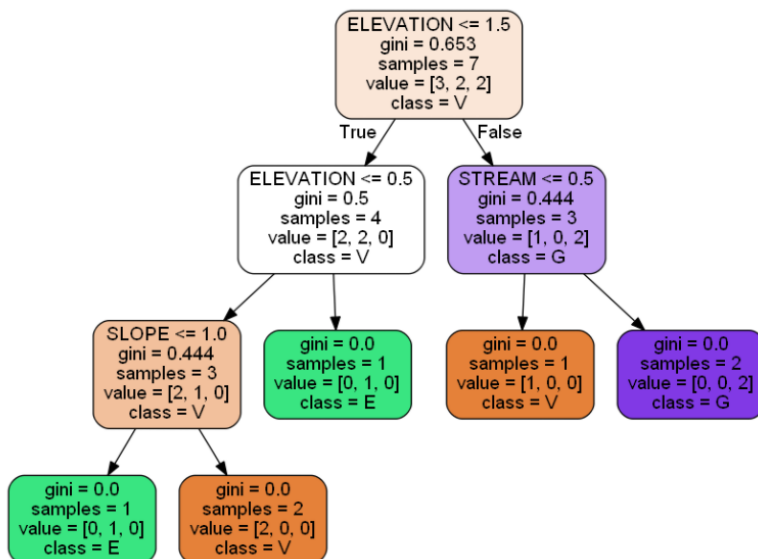 ELEVATION <= 1.5
gini = 0.653
samples = 7
value = [3, 2, 2]
class = V
True
False
ELEVATION <= 0.5
gini = 0.5
samples = 4
value = [2, 2, 0]
class = V
STREAM <= 0.5
gini = 0.444
samples = 3
value = [1, 0, 2]
class = G
SLOPE <= 1.0
gini = 0.444
samples = 3
value = [2, 1, 0]
class = V
gini = 0.0
samples = 1
value = [0, 1, 0]
class = E
gini = 0.0
samples = 1
value = [1, 0, 0]
class = V
gini = 0.0
samples = 2
value = [0, 0, 2]
class = G
gini = 0.0
samples = 1
value = [0, 1, 0]
class = E
gini = 0.0
samples = 2
value = [2, 0, 0]
class = V